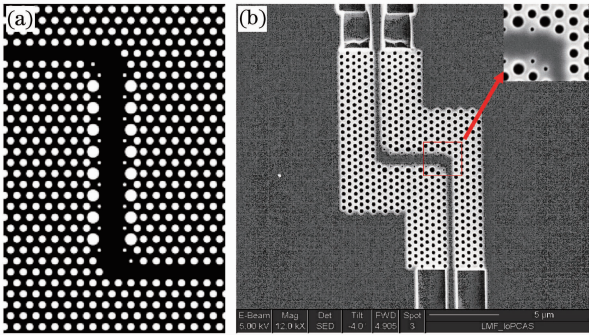 (a)
(b)
E-Beam Mag Det Tilt FWD Spot 5 μm
5.00 kV 12.0 kX SED -4.0 4.905 3 LMF_IoPCAS